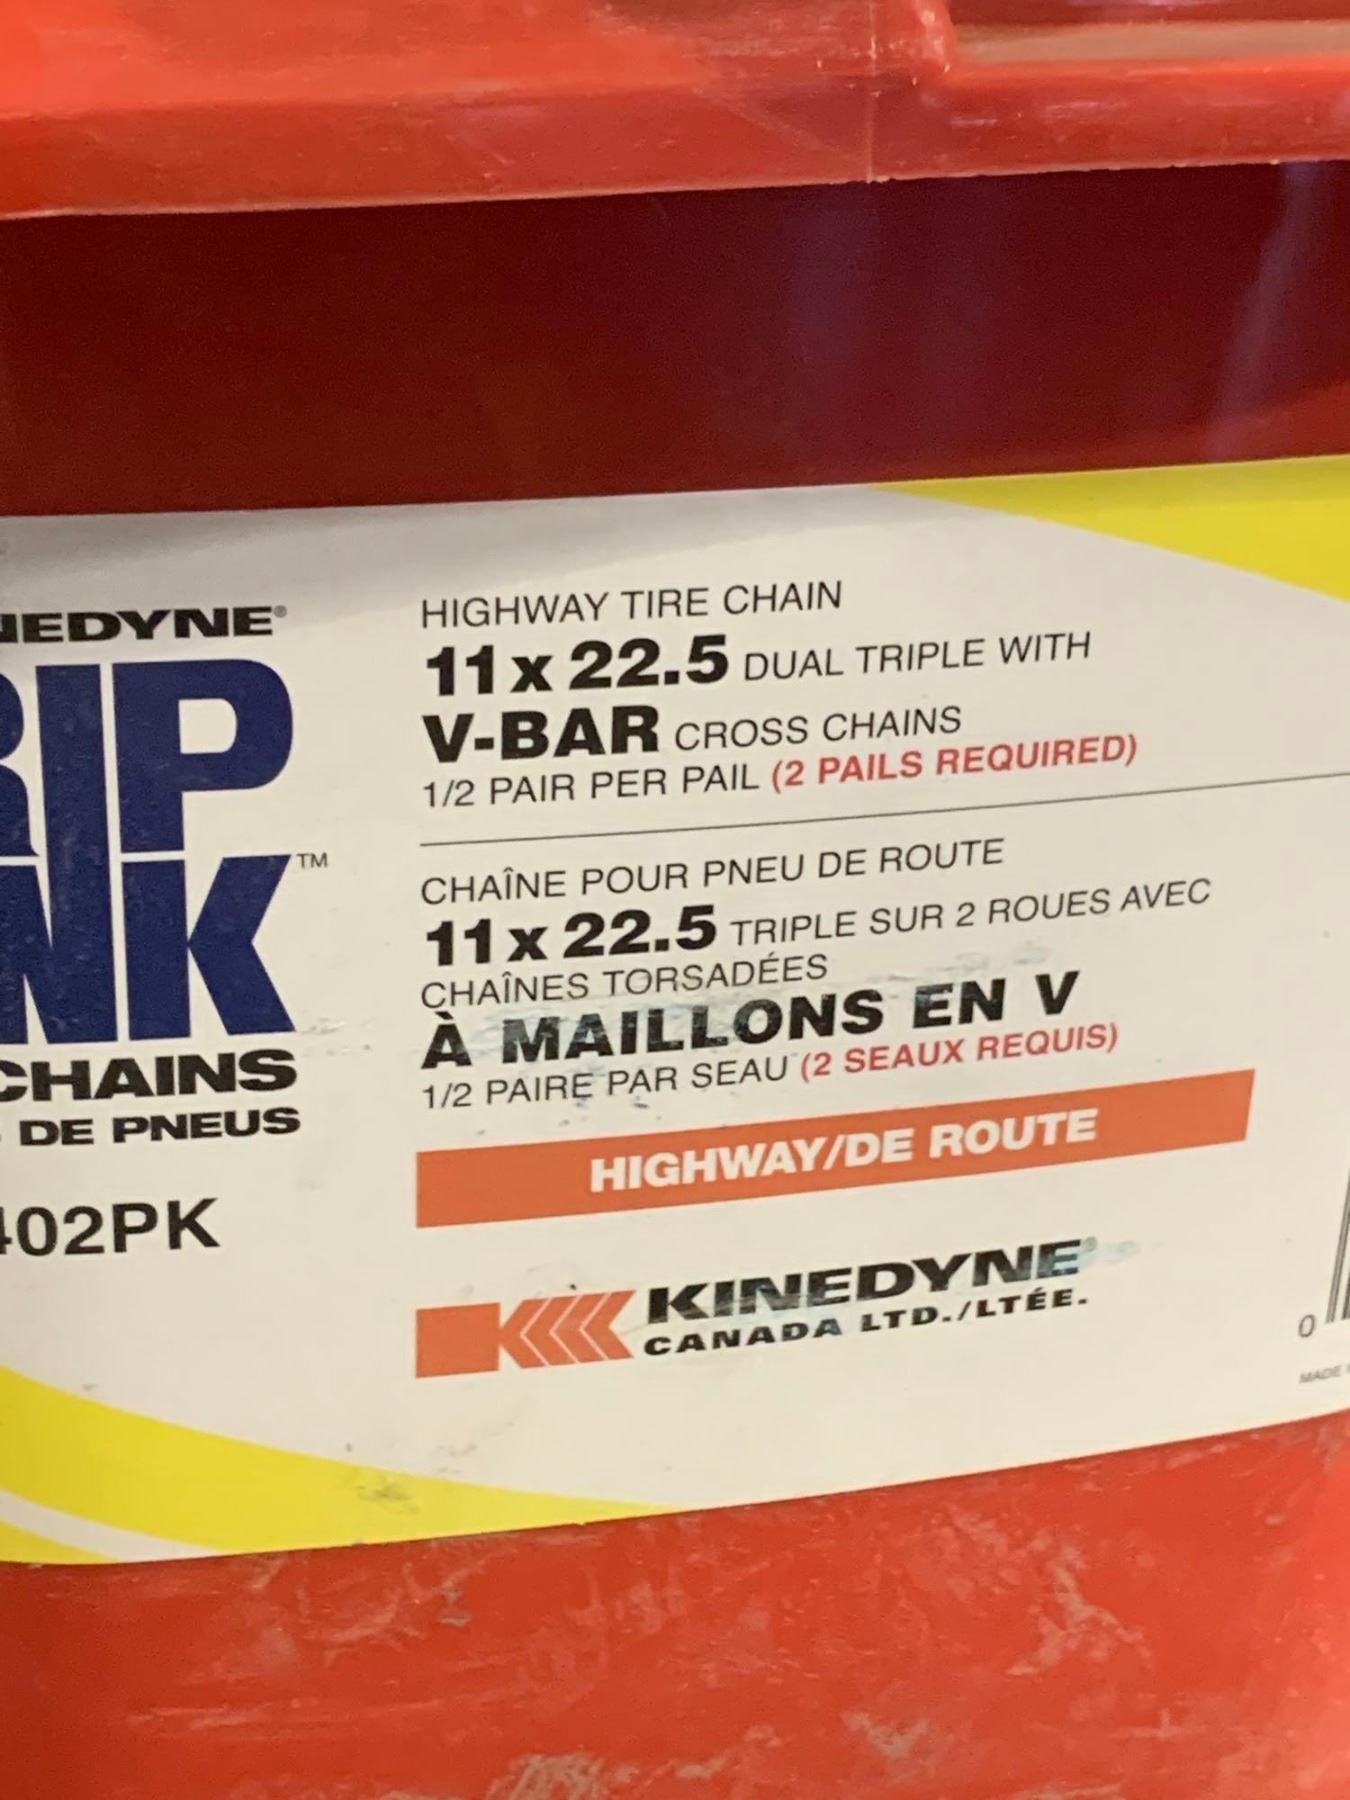 HIGHWAY TIRE CHAIN
11 x 22.5 DUAL TRIPLE WITH
V-BAR CROSS CHAINS
1/2 PAIR PER PAIL (2 PAILS REQUIRED)
CHAÎNE POUR PNEU DE ROUTE
11 x 22.5 TRIPLE SUR 2 ROUES AVEC
CHAÎNES TORSADÉES
À MAILLONS EN V
1/2 PAIRE PAR SEAU (2 SEAUX REQUIS)
HIGHWAY/DE ROUTE
KINEDYNE®
CANADA LTD./LTÉE.
NEDYNE®
RIP
NK™
CHAINS
DE PNEUS
402PK
0
MADE